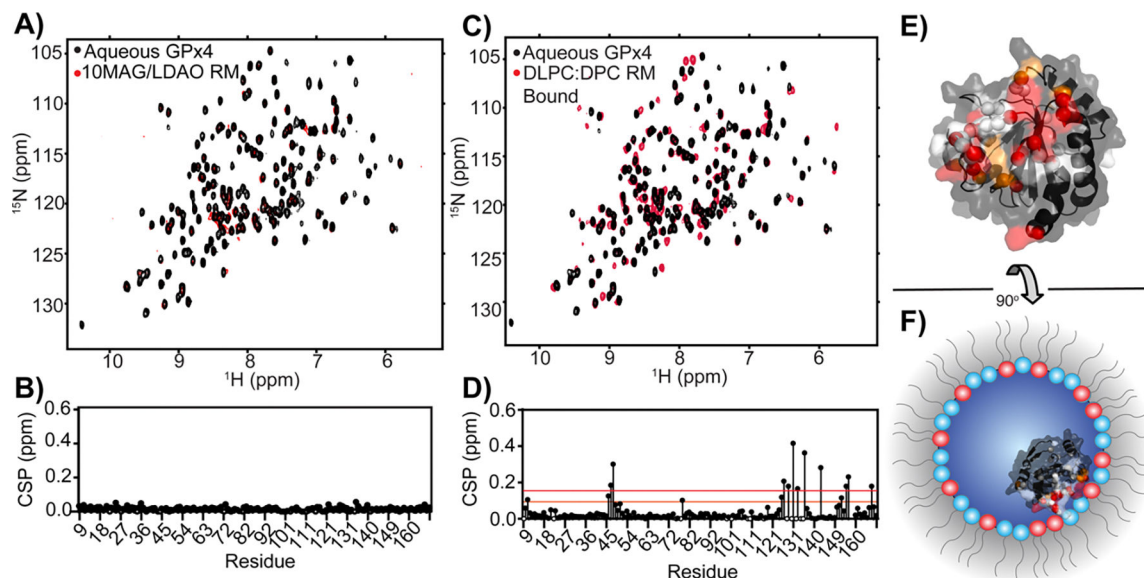 A)
Aqueous GPx4
10MAG/LDAO RM
105
110
115
120
125
130
¹⁵N (ppm)
10 9 8 7 6
¹H (ppm)
B)
0.6
0.4
0.2
0.0
CSP (ppm)
9 18 27 36 45 54 63 72 82 92 101 111 121 131 140 149 160
Residue
C)
Aqueous GPx4
DLPC:DPC RM
Bound
105
110
115
120
125
130
¹⁵N (ppm)
10 9 8 7 6
¹H (ppm)
D)
0.6
0.4
0.2
0.0
CSP (ppm)
9 18 27 36 45 54 63 72 82 92 101 111 121 131 140 149 160
Residue
E)
90°
F)